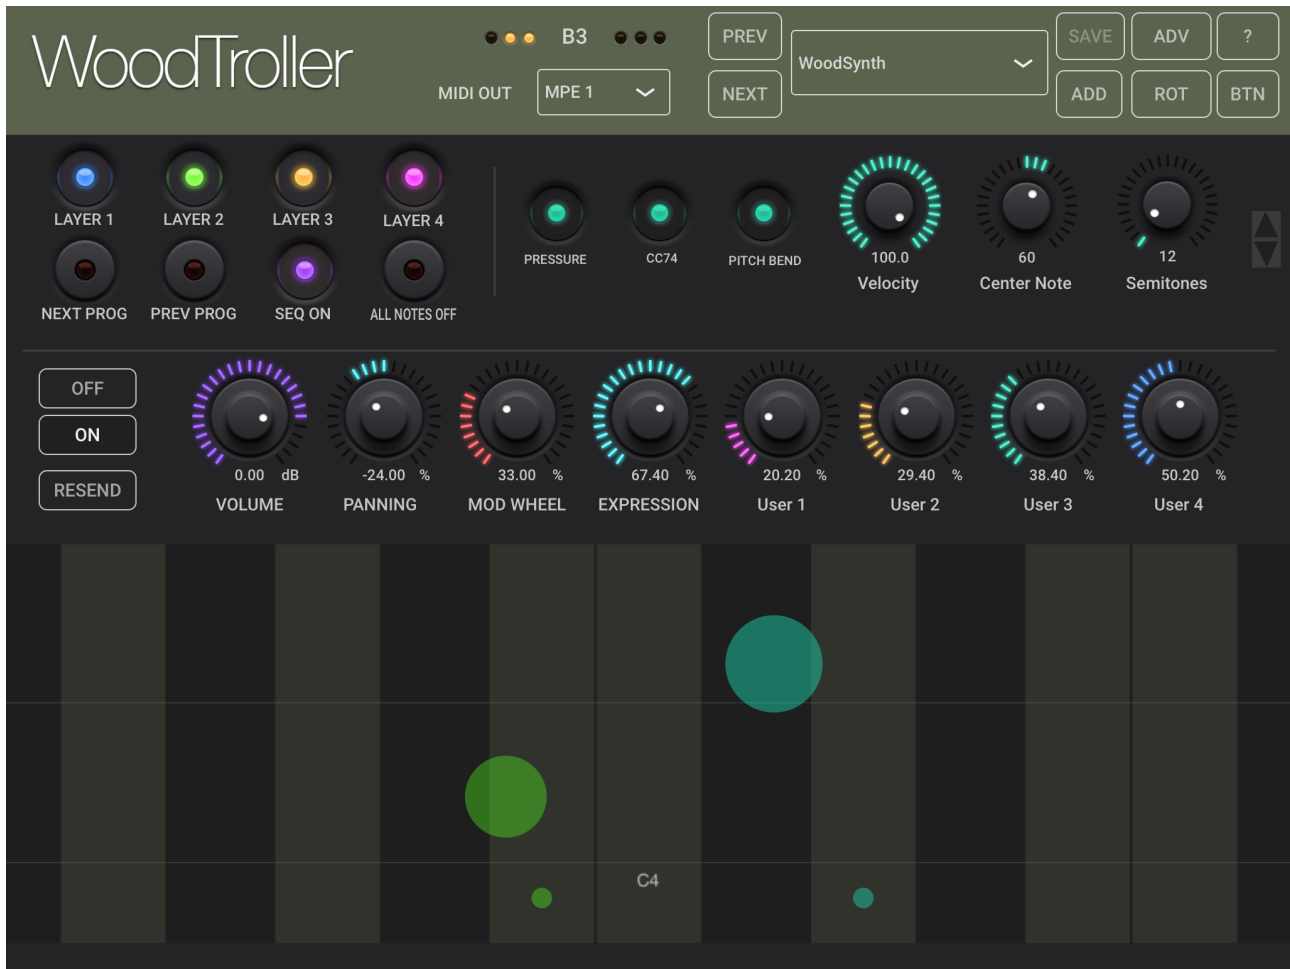 WoodTroller
B3
MIDI OUT
MPE 1
PREV
NEXT
WoodSynth
SAVE
ADV
?
ADD
ROT
BTN
LAYER 1
LAYER 2
LAYER 3
LAYER 4
NEXT PROG
PREV PROG
SEQ ON
ALL NOTES OFF
PRESSURE
CC74
PITCH BEND
100.0
60
12
Velocity
Center Note
Semitones
OFF
ON
RESEND
0.00 dB
-24.00 %
33.00 %
67.40 %
20.20 %
29.40 %
38.40 %
50.20 %
VOLUME
PANNING
MOD WHEEL
EXPRESSION
User 1
User 2
User 3
User 4
C4